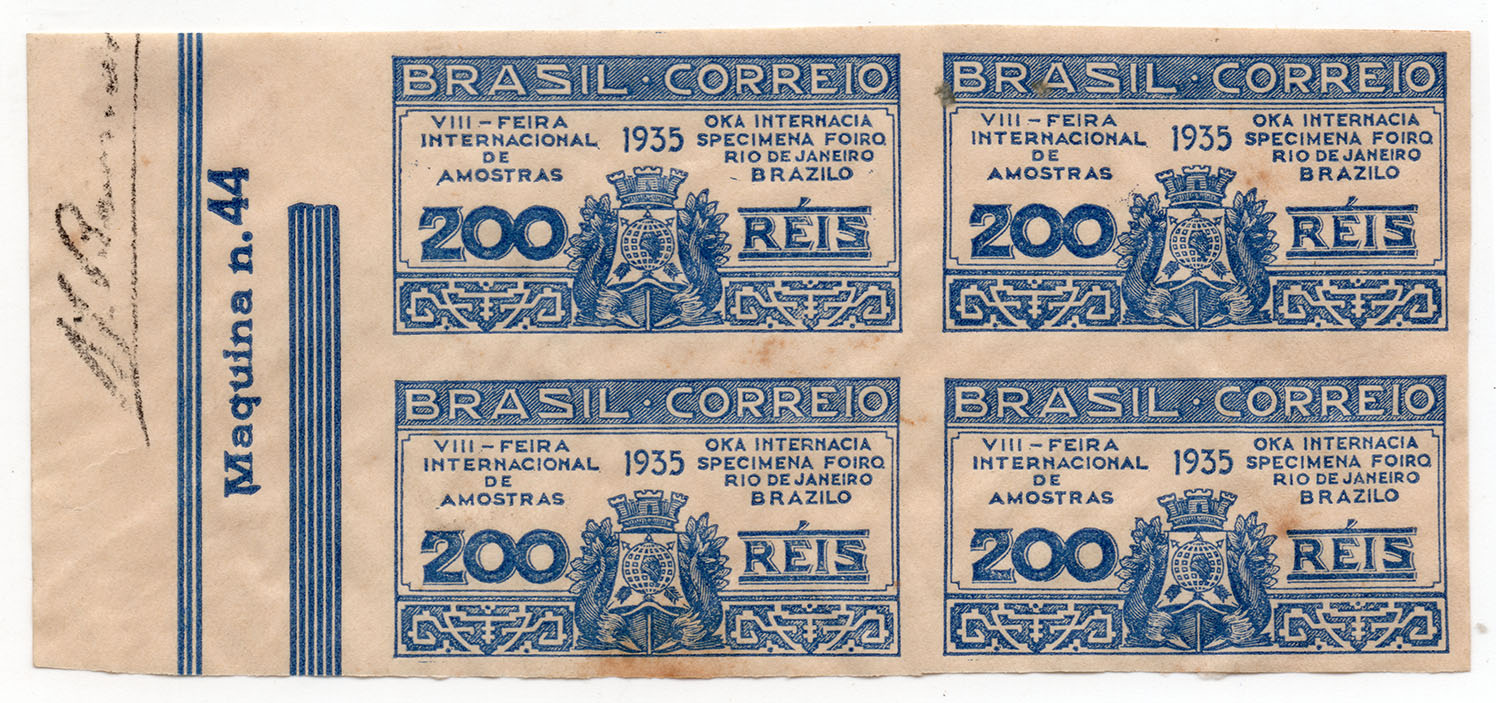 Maquina n. 44
BRASIL · CORREIO
VIII – FEIRA
INTERNACIONAL
DE
AMOSTRAS
1935
OKA INTERNACIA
SPECIMENA FOIRO
RIO DE JANEIRO
BRAZILO
200 RÉIS
BRASIL · CORREIO
VIII – FEIRA
INTERNACIONAL
DE
AMOSTRAS
1935
OKA INTERNACIA
SPECIMENA FOIRO
RIO DE JANEIRO
BRAZILO
200 RÉIS
BRASIL · CORREIO
VIII – FEIRA
INTERNACIONAL
DE
AMOSTRAS
1935
OKA INTERNACIA
SPECIMENA FOIRO
RIO DE JANEIRO
BRAZILO
200 RÉIS
BRASIL · CORREIO
VIII – FEIRA
INTERNACIONAL
DE
AMOSTRAS
1935
OKA INTERNACIA
SPECIMENA FOIRO
RIO DE JANEIRO
BRAZILO
200 RÉIS